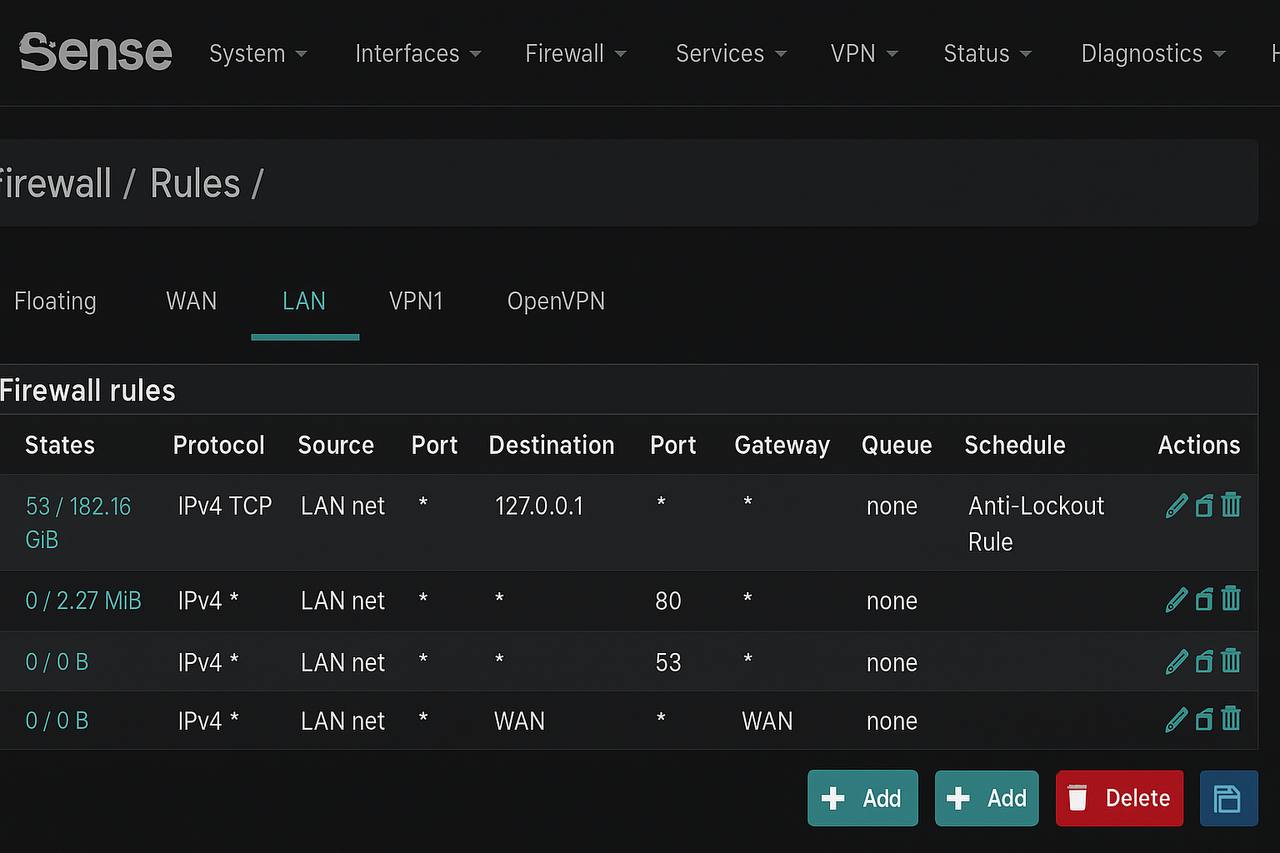 Sense System Interfaces Firewall Services VPN Status Diagnostics H
Firewall / Rules /
Floating WAN LAN VPN1 OpenVPN
Firewall rules
States Protocol Source Port Destination Port Gateway Queue Schedule Actions
53 / 182.16 IPv4 TCP LAN net * 127.0.0.1 * * none Anti-Lockout
GiB Rule
0 / 2.27 MiB IPv4 * LAN net * * 80 * none
0 / 0 B IPv4 * LAN net * * 53 * none
0 / 0 B IPv4 * LAN net * WAN * WAN none
Add Add Delete